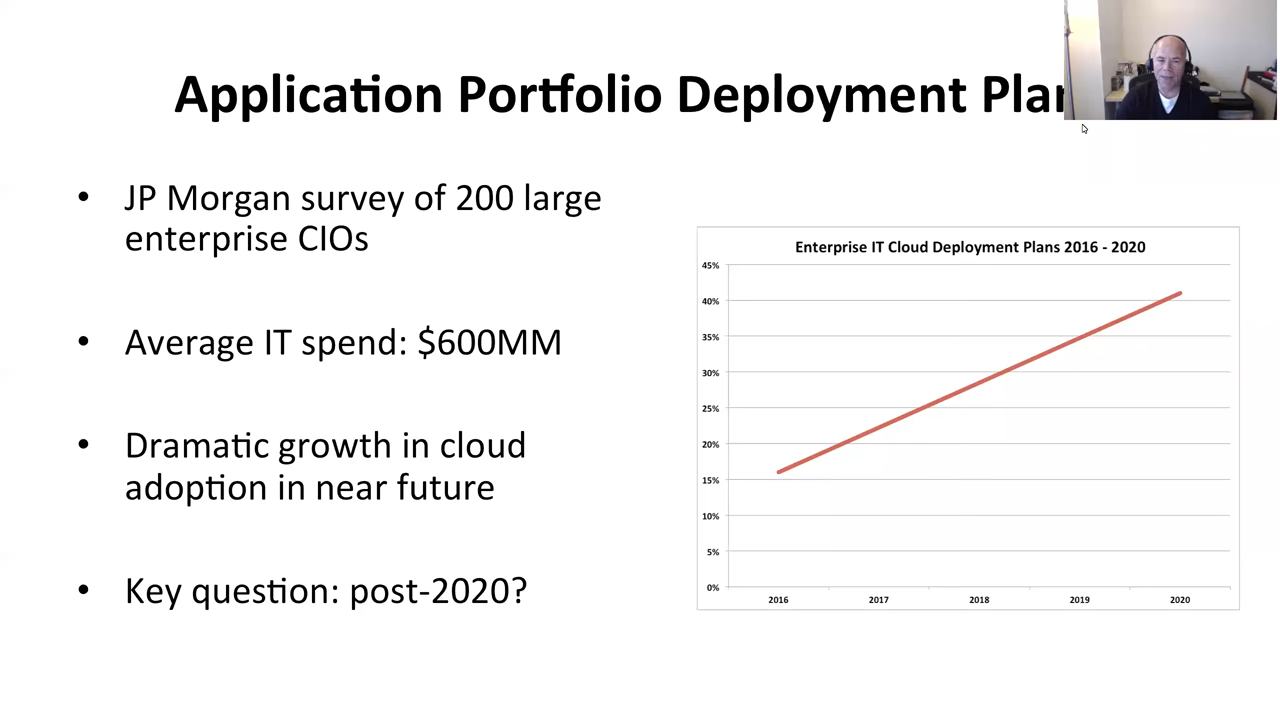 Application Portfolio Deployment
• JP Morgan survey of 200 large
enterprise CIOs
• Average IT spend: $600MM
• Dramatic growth in cloud
adoption in near future
• Key question: post-2020?
Enterprise IT Cloud Deployment Plans 2016 - 2020
45%
40%
35%
30%
25%
20%
15%
10%
5%
0%
2016 2017 2018 2019 2020